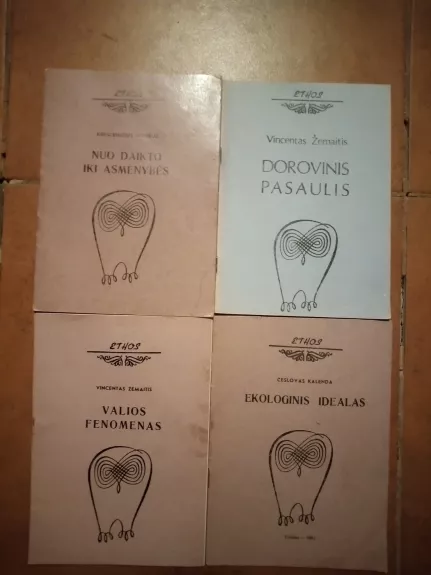 ETHOS
NUO DAIKTO
IKI ASMENYBĖS
ETHOS
Vincentas Žemaitis
DOROVINIS
PASAULIS
ETHOS
VINCENTAS ŽEMAITIS
VALIOS
FENOMENAS
ETHOS
ČESLOVAS KALENDA
EKOLOGINIS IDEALAS